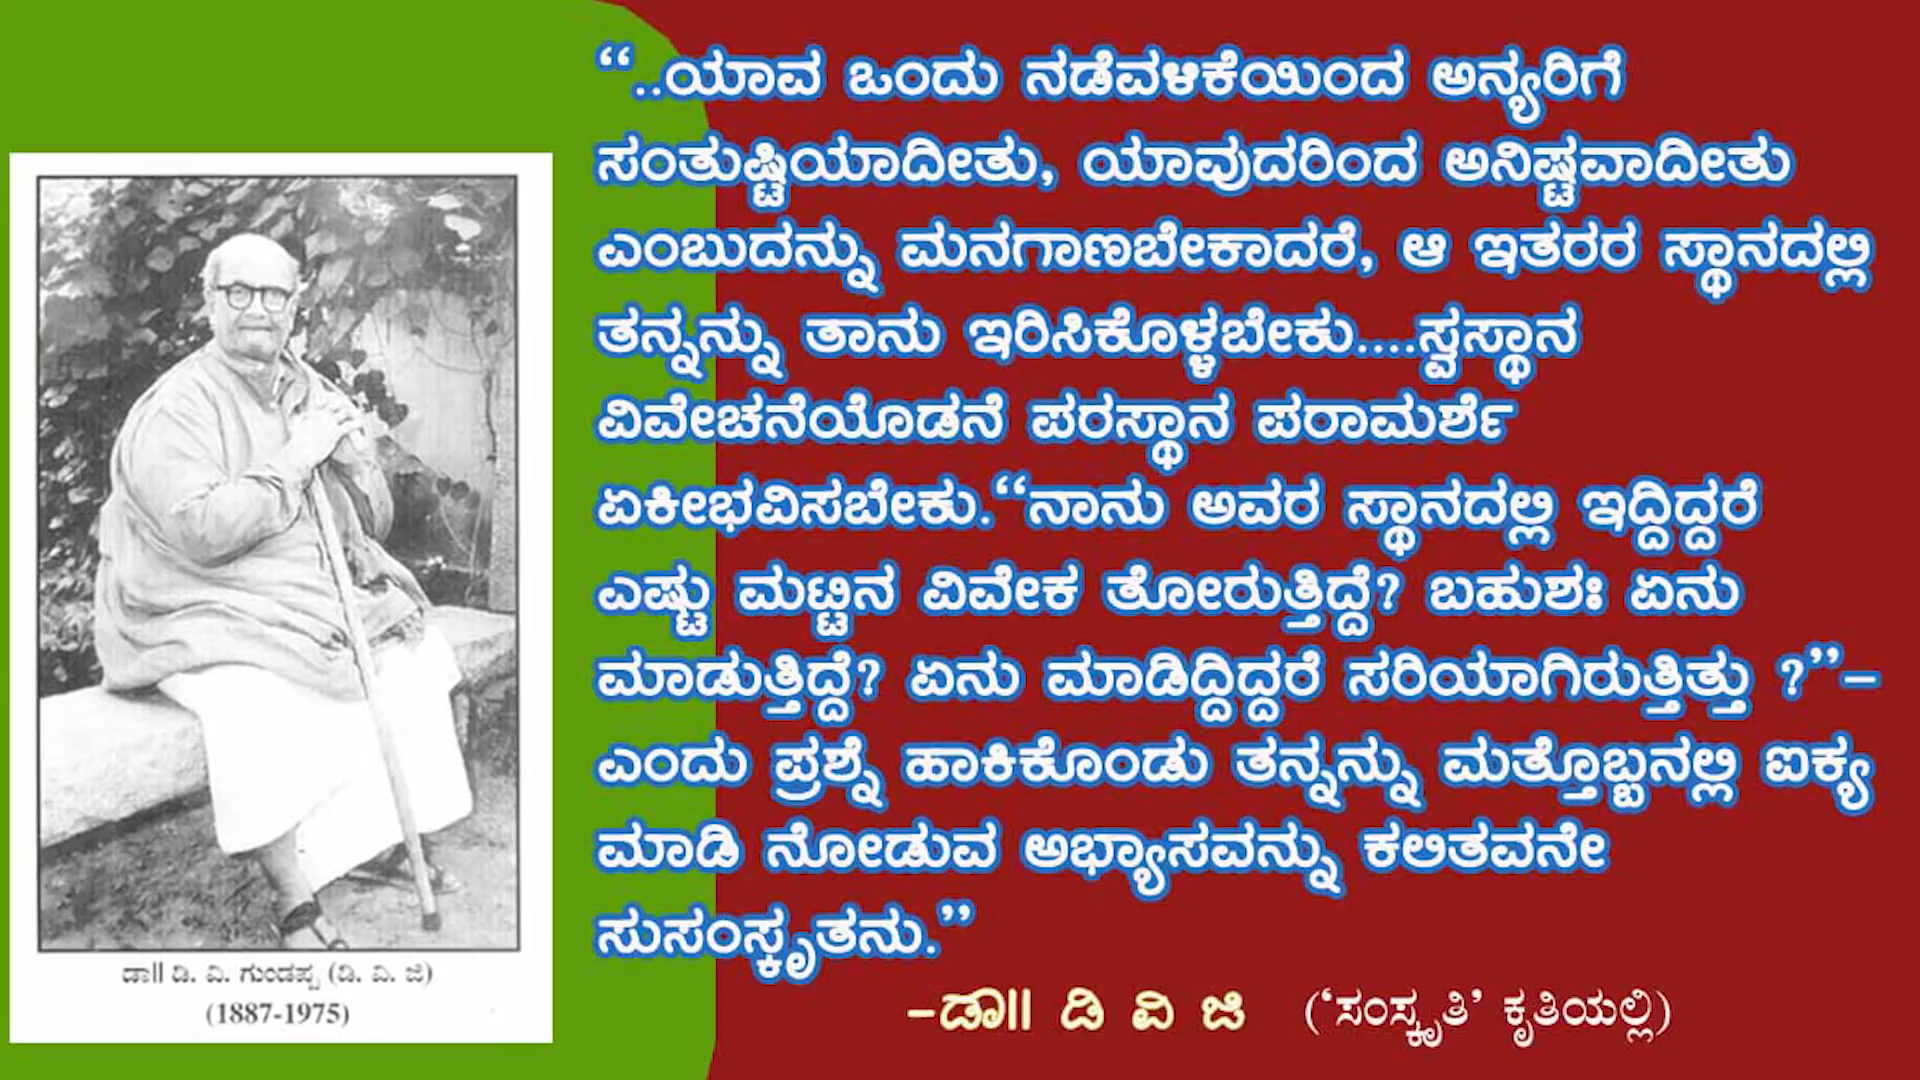 “..ಯಾವ ಒಂದು ನಡೆವಳಿಕೆಯಿಂದ ಅನ್ಯರಿಗೆ
ಸಂತುಷ್ಟಿಯಾದೀತು, ಯಾವುದರಿಂದ ಅನಿಷ್ಟವಾದೀತು
ಎಂಬುದನ್ನು ಮನಗಾಣಬೇಕಾದರೆ, ಆ ಇತರರ ಸ್ಥಾನದಲ್ಲಿ
ತನ್ನನ್ನು ತಾನು ಇರಿಸಿಕೊಳ್ಳಬೇಕು....ಸ್ವಸ್ಥಾನ
ವಿವೇಚನೆಯೊಡನೆ ಪರಸ್ಥಾನ ಪರಾಮರ್ಶೆ
ಏಕೀಭವಿಸಬೇಕು.“ನಾನು ಅವರ ಸ್ಥಾನದಲ್ಲಿ ಇದ್ದಿದ್ದರೆ
ಎಷ್ಟು ಮಟ್ಟಿನ ವಿವೇಕ ತೋರುತ್ತಿದ್ದೆ? ಬಹುಶಃ ಏನು
ಮಾಡುತ್ತಿದ್ದೆ? ಏನು ಮಾಡಿದ್ದಿದ್ದರೆ ಸರಿಯಾಗಿರುತ್ತಿತ್ತು ?”–
ಎಂದು ಪ್ರಶ್ನೆ ಹಾಕಿಕೊಂಡು ತನ್ನನ್ನು ಮತ್ತೊಬ್ಬನಲ್ಲಿ ಐಕ್ಯ
ಮಾಡಿ ನೋಡುವ ಅಭ್ಯಾಸವನ್ನು ಕಲಿತವನೇ
ಸುಸಂಸ್ಕೃತನು.”
–ಡಾ॥ ಡಿ ವಿ ಜಿ (‘ಸಂಸ್ಕೃತಿ’ ಕೃತಿಯಲ್ಲಿ)
ಡಾ॥ ಡಿ. ವಿ. ಗುಂಡಪ್ಪ (ಡಿ. ವಿ. ಜಿ)
(1887-1975)